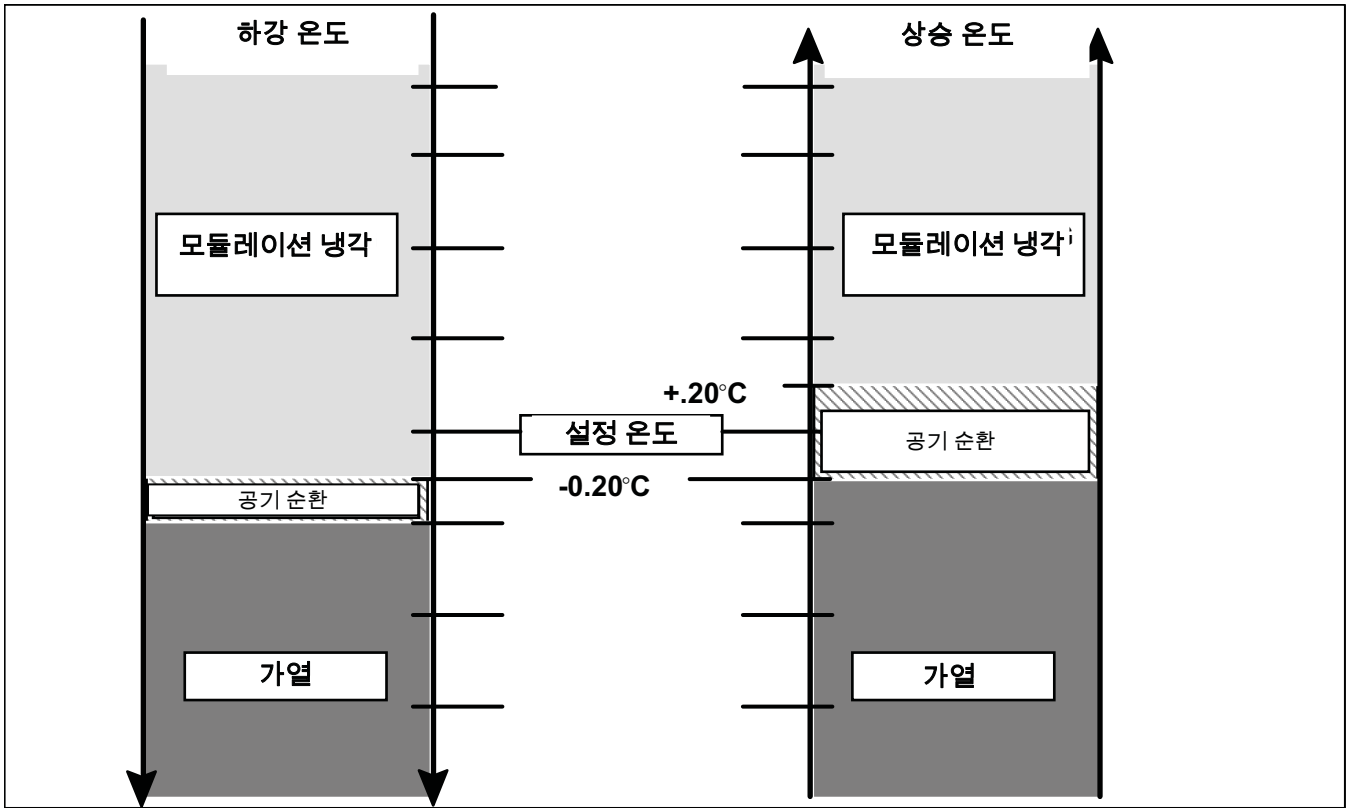 하강 온도
상승 온도
모듈레이션 냉각
모듈레이션 냉각
+.20°C
설정 온도
공기 순환
-0.20°C
공기 순환
가열
가열